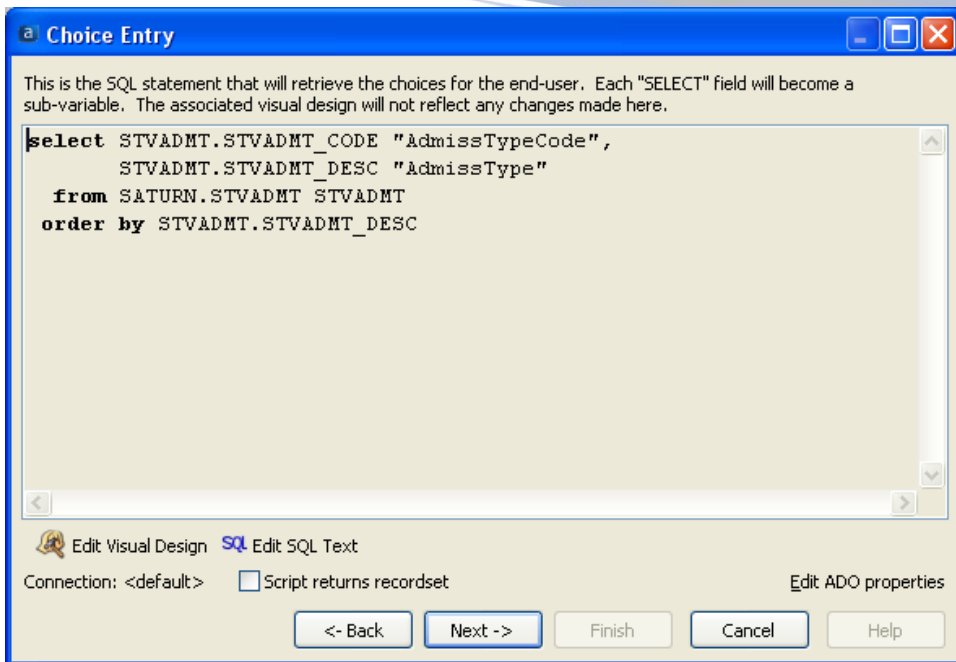 a Choice Entry
This is the SQL statement that will retrieve the choices for the end-user.  Each "SELECT" field will become a
sub-variable.  The associated visual design will not reflect any changes made here.
select STVADMT.STVADMT_CODE "AdmissTypeCode",
       STVADMT.STVADMT_DESC "AdmissType"
  from SATURN.STVADMT STVADMT
 order by STVADMT.STVADMT_DESC
Edit Visual Design SQL Edit SQL Text
Connection: <default> Script returns recordset Edit ADO properties
<- Back Next -> Finish Cancel Help